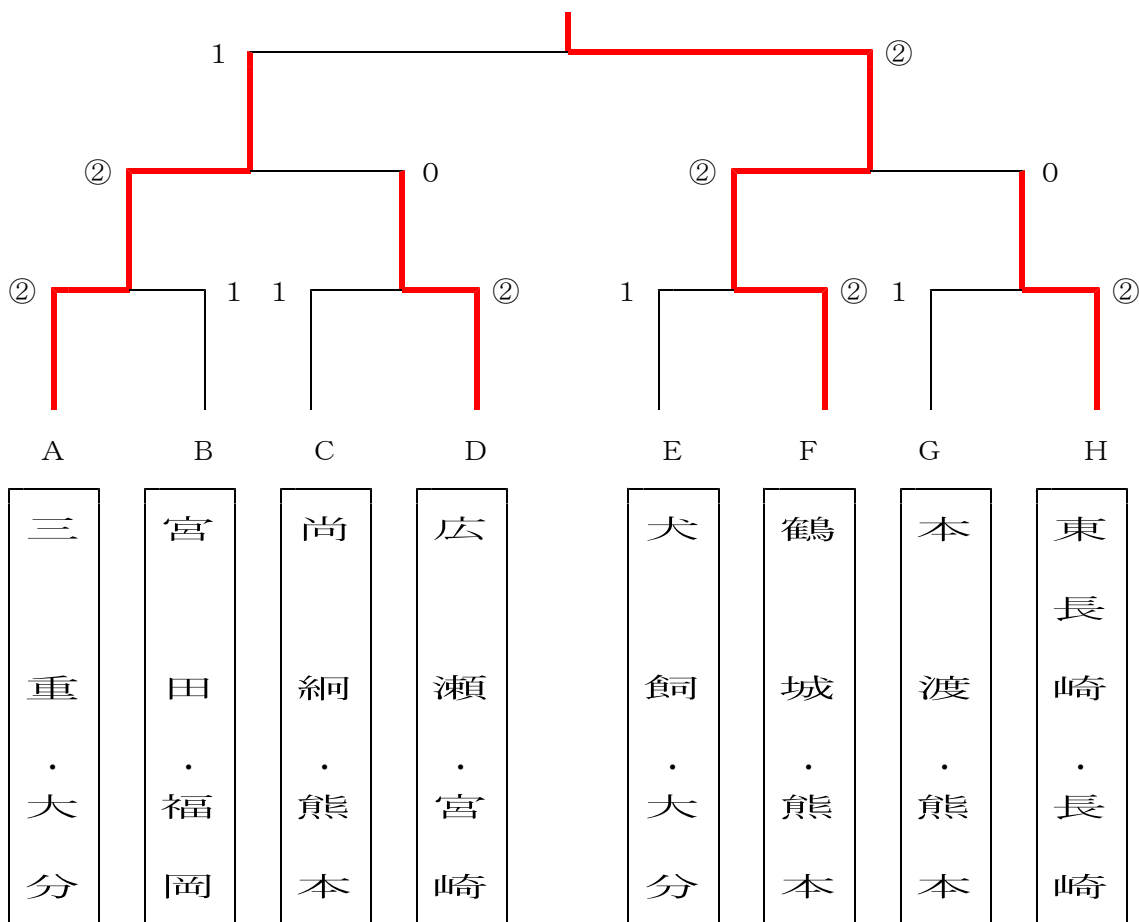 1 ②
② 0 ② 0
② 1 1 ② 1 ② 1 ②
A B C D E F G H
三重・大分
宮田・福岡
尚絅・熊本
広瀬・宮崎
犬飼・大分
鶴城・熊本
本渡・熊本
東長崎・長崎